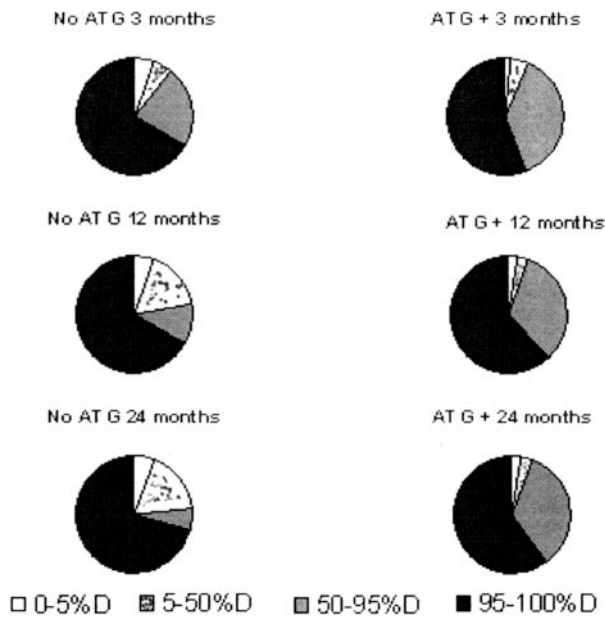 No ATG 3 months
ATG + 3 months
No ATG 12 months
ATG + 12 months
No ATG 24 months
ATG + 24 months
0-5%D 5-50%D 50-95%D 95-100%D